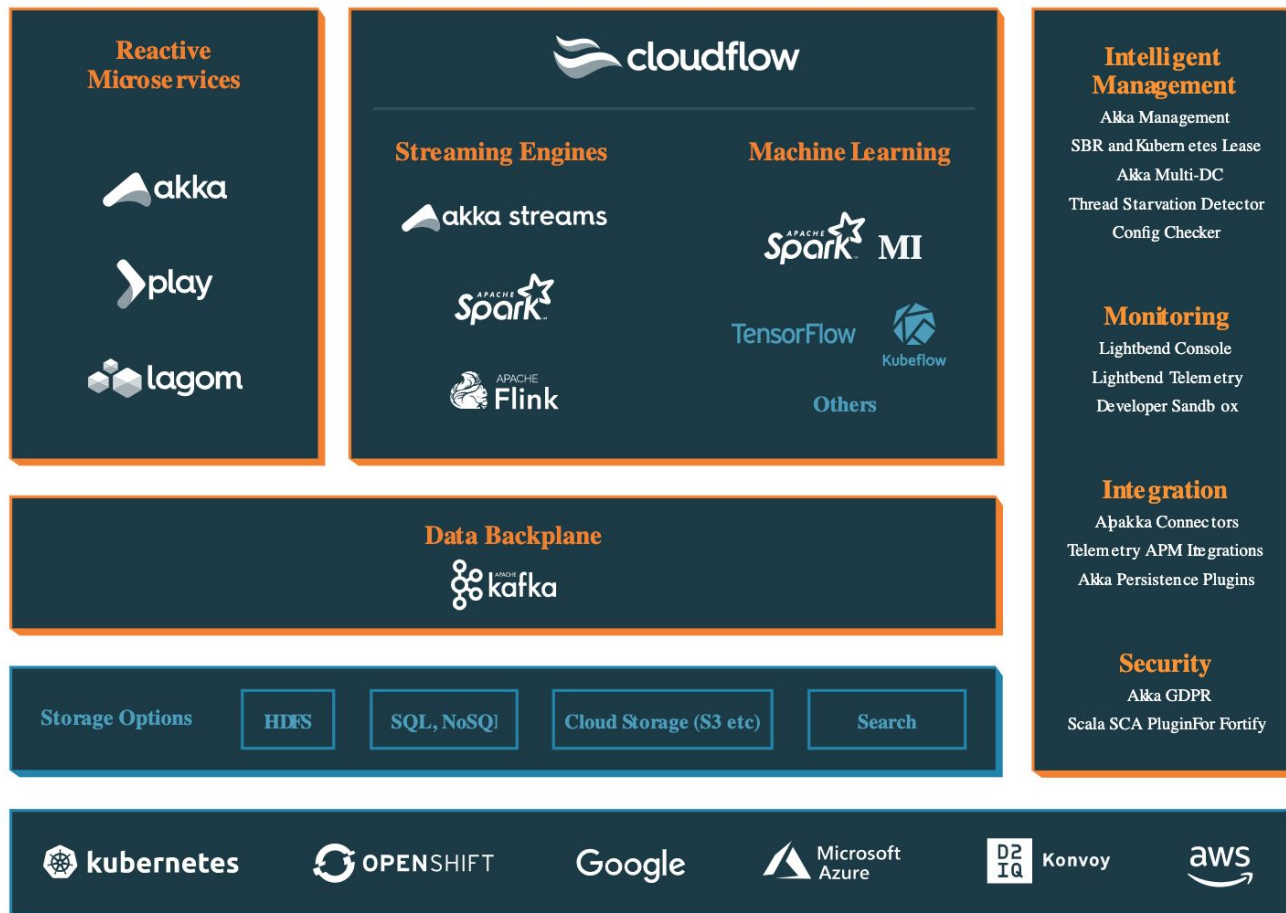 Reactive
Microservices
akka
play
lagom
cloudflow
Streaming Engines
akka streams
APACHE
Spark™
APACHE
Flink
Machine Learning
APACHE
Spark™ MI
TensorFlow
Kubeflow
Others
Data Backplane
APACHE
kafka
Storage Options
HDFS
SQL, NoSQl
Cloud Storage (S3 etc)
Search
Intelligent
Management
Akka Management
SBR and Kubern etes Lease
Akka Multi-DC
Thread Starvation Detector
Config Checker
Monitoring
Lightbend Console
Lightbend Telemetry
Developer Sandb ox
Integration
Alpakka Connectors
Telemetry APM Itegrations
Akka Persistence Plugins
Security
Akka GDPR
Scala SCA PluginFor Fortify
kubernetes
OPENSHIFT
Google
Microsoft
Azure
D2
IQ
Konvoy
aws